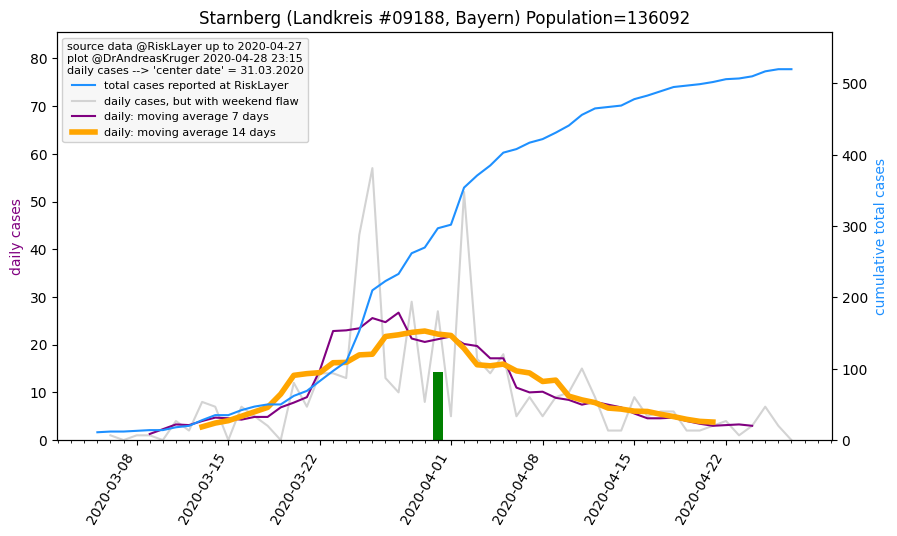 Starnberg (Landkreis #09188, Bayern) Population=136092
source data @RiskLayer up to 2020-04-27
plot @DrAndreasKruger 2020-04-28 23:15
daily cases --> 'center date' = 31.03.2020
total cases reported at RiskLayer
daily cases, but with weekend flaw
daily: moving average 7 days
daily: moving average 14 days
daily cases
80
70
60
50
40
30
20
10
0
500
400
300
200
100
0
cumulative total cases
2020-03-08
2020-03-15
2020-03-22
2020-04-01
2020-04-08
2020-04-15
2020-04-22